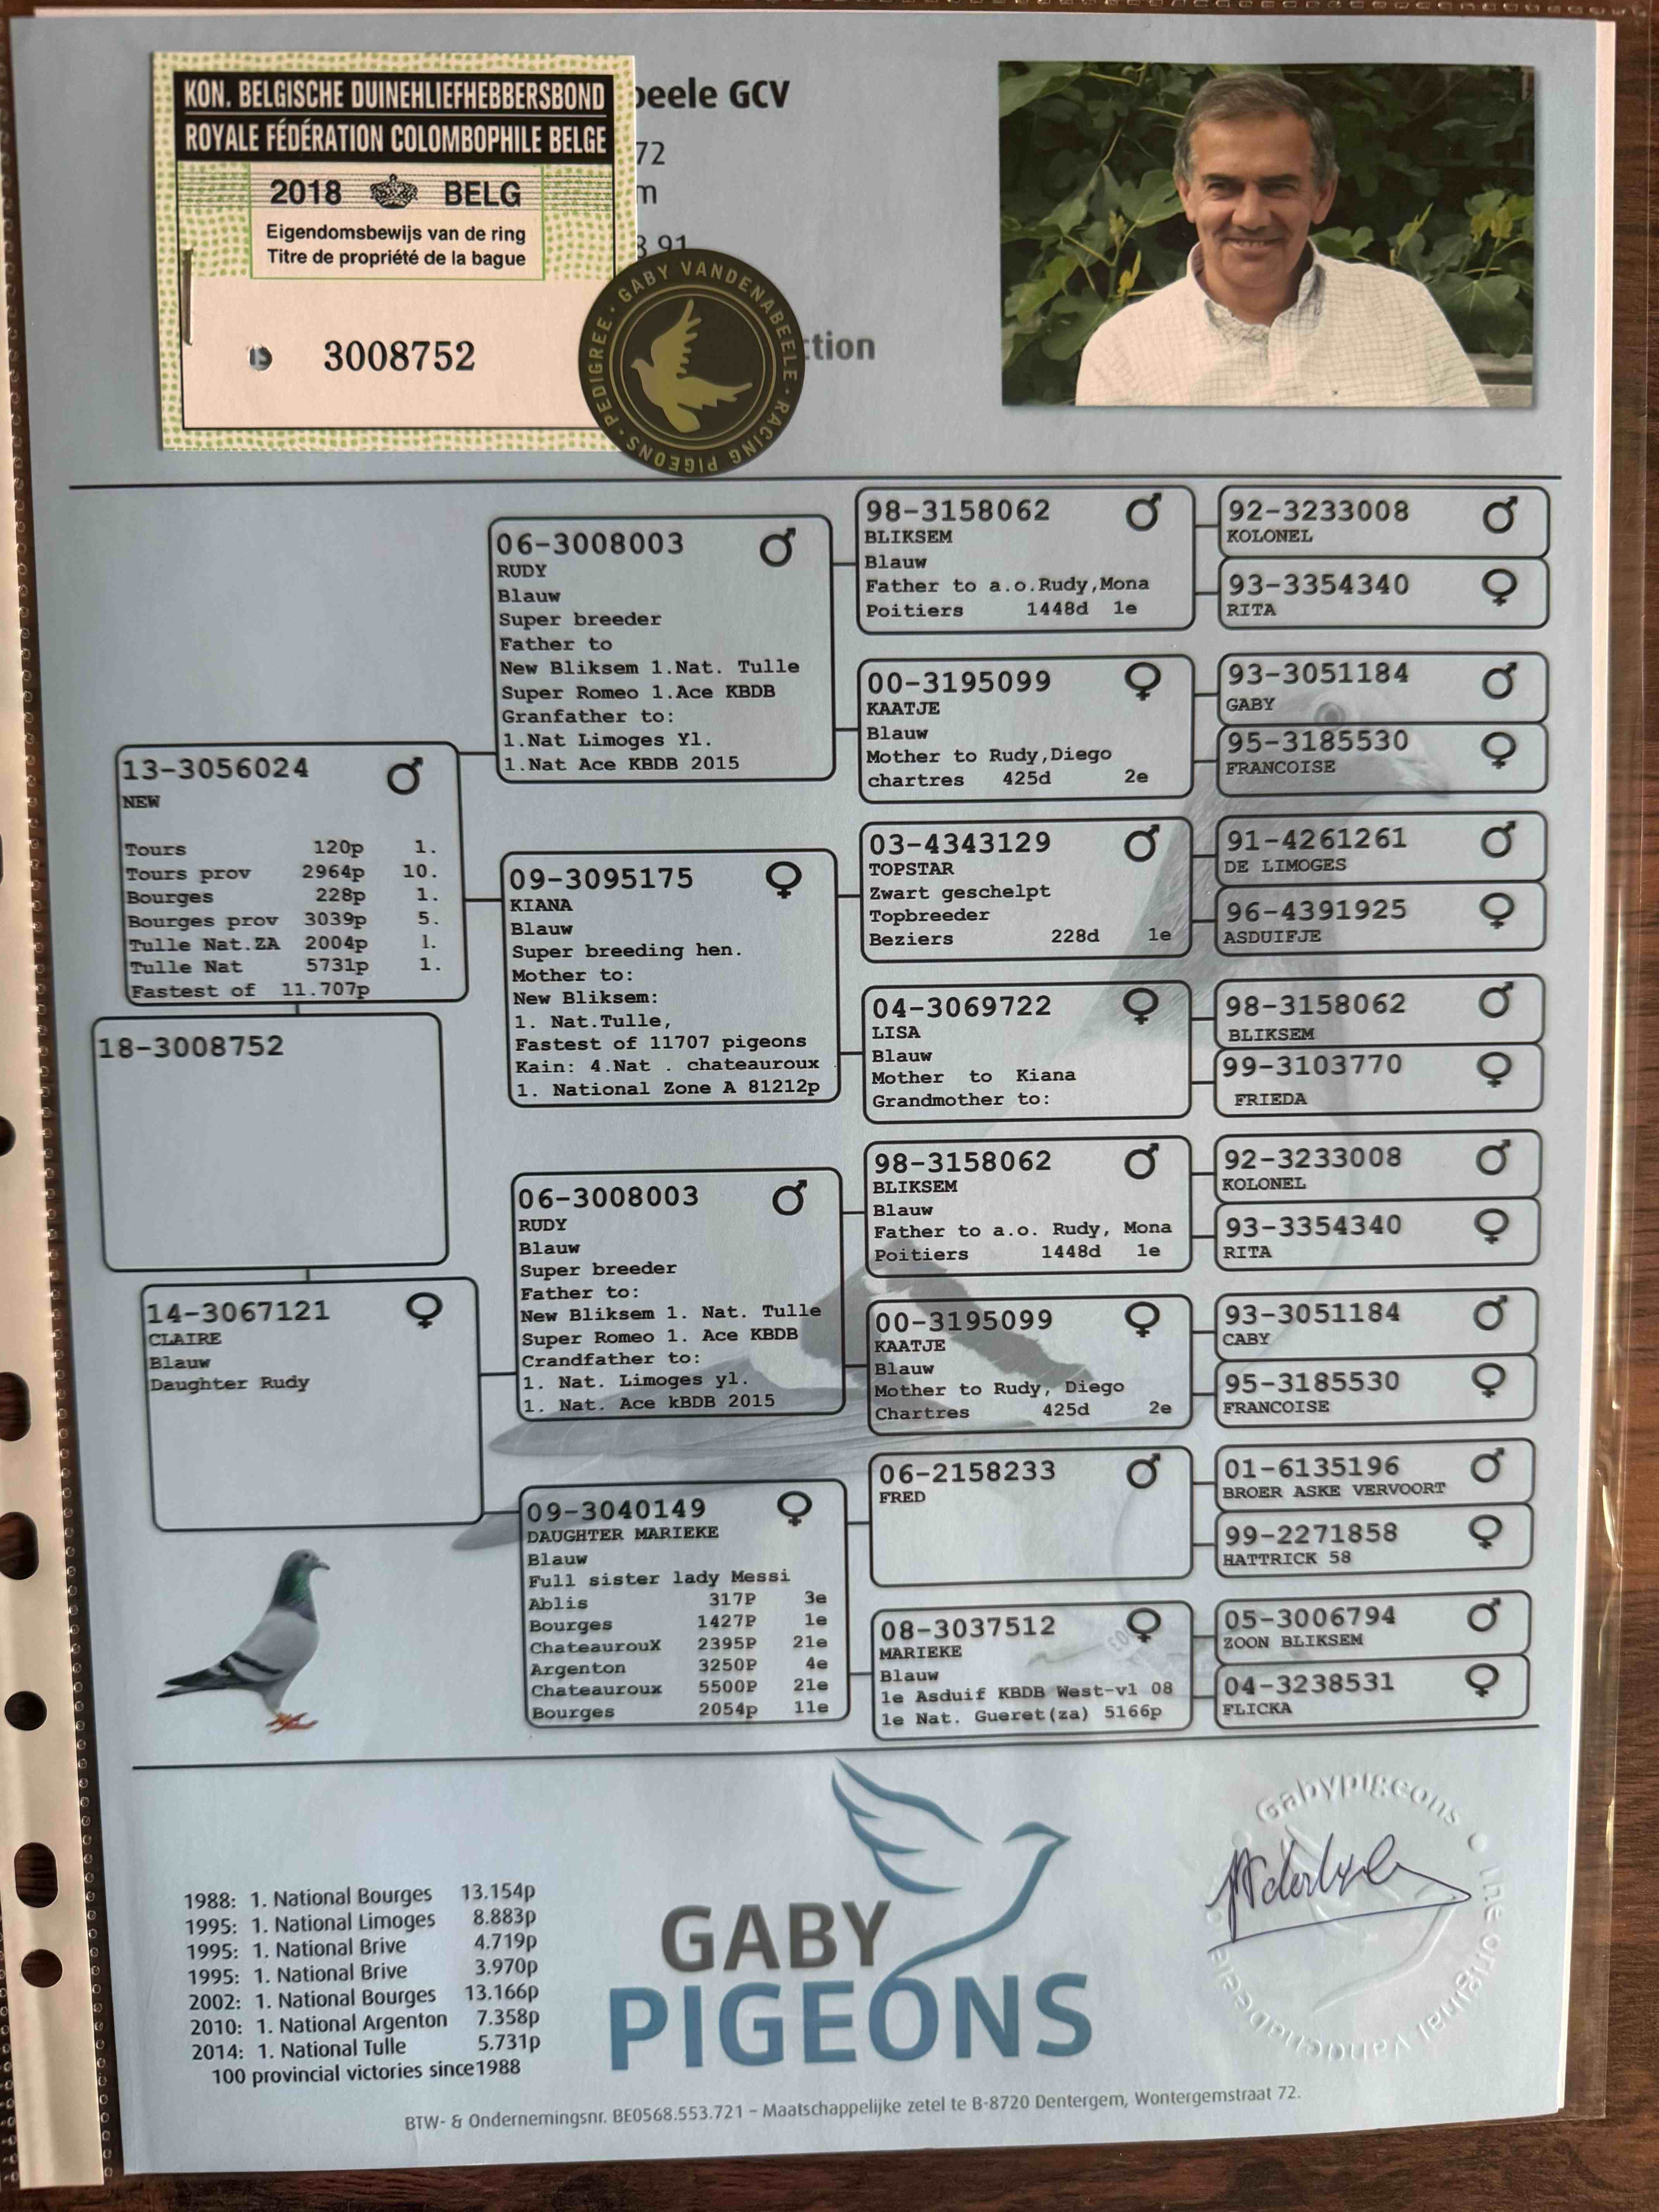 KON. BELGISCHE DUINEHLIEFHEBBERSBOND
ROYALE FÉDÉRATION COLOMBOPHILE BELGE
2018 BELG
Eigendomsbewijs van de ring
Titre de propriété de la bague
3008752
beele GCV
72
m
3 91
ction
PEDIGREE · GABY VANDENABEELE · RACING PIGEONS ·
06-3008003 ♂
RUDY
Blauw
Super breeder
Father to
New Bliksem 1.Nat. Tulle
Super Romeo 1.Ace KBDB
Granfather to:
1.Nat Limoges Yl.
1.Nat Ace KBDB 2015
98-3158062 ♂
BLIKSEM
Blauw
Father to a.o.Rudy,Mona
Poitiers 1448d 1e
92-3233008 ♂
KOLONEL
93-3354340 ♀
RITA
00-3195099 ♀
KAATJE
Blauw
Mother to Rudy,Diego
chartres 425d 2e
93-3051184 ♂
GABY
95-3185530 ♀
FRANCOISE
13-3056024 ♂
NEW
Tours 120p 1.
Tours prov 2964p 10.
Bourges 228p 1.
Bourges prov 3039p 5.
Tulle Nat.ZA 2004p 1.
Tulle Nat 5731p 1.
Fastest of 11.707p
09-3095175 ♀
KIANA
Blauw
Super breeding hen.
Mother to:
New Bliksem:
1. Nat.Tulle,
Fastest of 11707 pigeons
Kain: 4.Nat . chateauroux
1. National Zone A 81212p
03-4343129 ♂
TOPSTAR
Zwart geschelpt
Topbreeder
Beziers 228d 1e
91-4261261 ♂
DE LIMOGES
96-4391925 ♀
ASDUIFJE
04-3069722 ♀
LISA
Blauw
Mother to Kiana
Grandmother to:
98-3158062 ♂
BLIKSEM
99-3103770 ♀
FRIEDA
18-3008752
06-3008003 ♂
RUDY
Blauw
Super breeder
Father to:
New Bliksem 1. Nat. Tulle
Super Romeo 1. Ace KBDB
Crandfather to:
1. Nat. Limoges yl.
1. Nat. Ace kBDB 2015
98-3158062 ♂
BLIKSEM
Blauw
Father to a.o. Rudy, Mona
Poitiers 1448d 1e
92-3233008 ♂
KOLONEL
93-3354340 ♀
RITA
00-3195099 ♀
KAATJE
Blauw
Mother to Rudy, Diego
Chartres 425d 2e
93-3051184 ♂
CABY
95-3185530 ♀
FRANCOISE
14-3067121 ♀
CLAIRE
Blauw
Daughter Rudy
09-3040149 ♀
DAUGHTER MARIEKE
Blauw
Full sister lady Messi
Ablis 317P 3e
Bourges 1427P 1e
ChateaurouX 2395P 21e
Argenton 3250P 4e
Chateauroux 5500P 21e
Bourges 2054p 11e
06-2158233 ♂
FRED
01-6135196 ♂
BROER ASKE VERVOORT
99-2271858 ♀
HATTRICK 58
08-3037512 ♀
MARIEKE
Blauw
1e Asduif KBDB West-vl 08
1e Nat. Gueret(za) 5166p
05-3006794 ♂
ZOON BLIKSEM
04-3238531 ♀
FLICKA
1988: 1. National Bourges 13.154p
1995: 1. National Limoges 8.883p
1995: 1. National Brive 4.719p
1995: 1. National Brive 3.970p
2002: 1. National Bourges 13.166p
2010: 1. National Argenton 7.358p
2014: 1. National Tulle 5.731p
100 provincial victories since1988
GABY
PIGEONS
Gabypigeons • The original Vandenabeele •
BTW- & Ondernemingsnr. BE0568.553.721 – Maatschappelijke zetel te B-8720 Dentergem, Wontergemstraat 72.